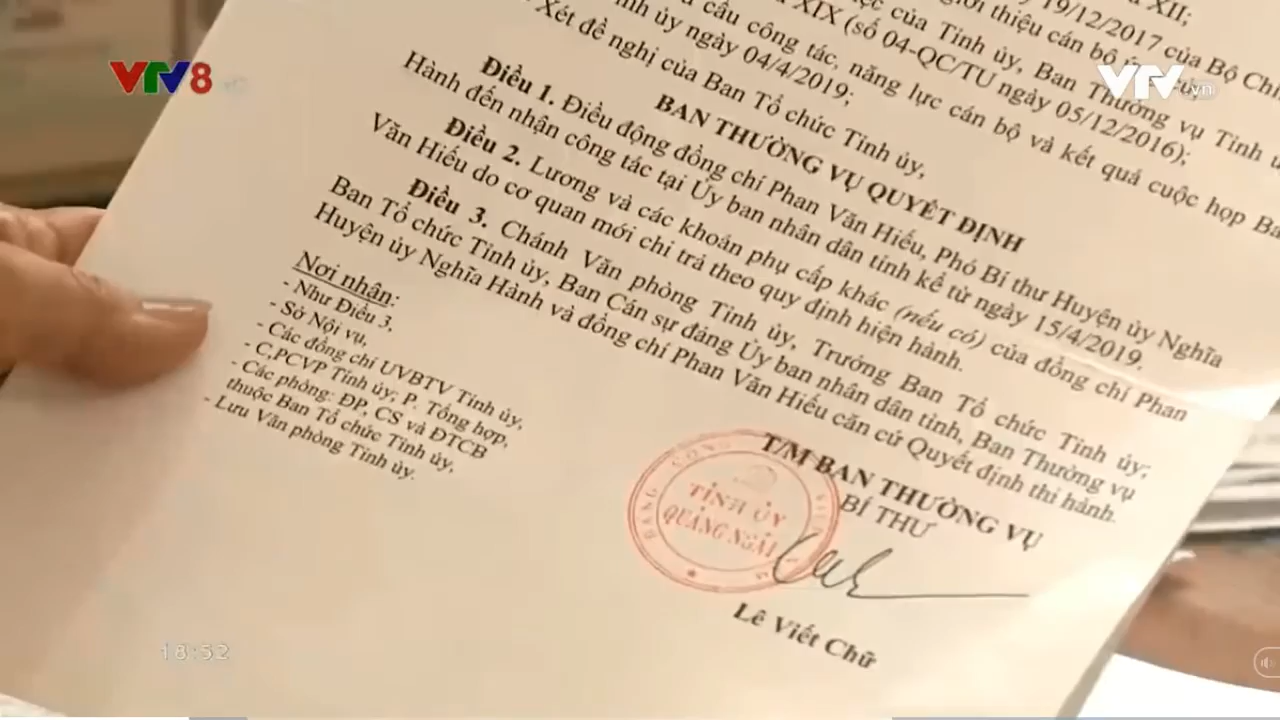 VTV8
VTV.vn
XII;
19/12/2017 của Bộ Chín
giới thiệu cán bộ
của Tỉnh ủy, Ban Thường vụ Tỉnh ủy
XIX (số 04-QC/TU ngày 05/12/2016);
cầu công tác, năng lực cán bộ và kết quả cuộc họp Ba
ngày 04/4/2019;
Xét đề nghị của Ban Tổ chức Tỉnh ủy,
BAN THƯỜNG VỤ QUYẾT ĐỊNH
Điều 1. Điều động đồng chí Phan Văn Hiếu, Phó Bí thư Huyện ủy Nghĩa
Hành đến nhận công tác tại Ủy ban nhân dân tỉnh kể từ ngày 15/4/2019.
Điều 2. Lương và các khoản phụ cấp khác (nếu có) của đồng chí Phan
Văn Hiếu do cơ quan mới chi trả theo quy định hiện hành.
Điều 3. Chánh Văn phòng Tỉnh ủy, Trưởng Ban Tổ chức Tỉnh ủy;
Ban Tổ chức Tỉnh ủy, Ban Cán sự đảng Ủy ban nhân dân tỉnh, Ban Thường vụ
Huyện ủy Nghĩa Hành và đồng chí Phan Văn Hiếu căn cứ Quyết định thi hành.
Nơi nhận:
- Như Điều 3,
- Sở Nội vụ,
- Các đồng chí UVBTV Tỉnh ủy,
- C,PCVP Tỉnh ủy; P. Tổng hợp,
- Các phòng: ĐP, CS và ĐTCB
thuộc Ban Tổ chức Tỉnh ủy,
- Lưu Văn phòng Tỉnh ủy.
T/M BAN THƯỜNG VỤ
BÍ THƯ
TỈNH ỦY
QUẢNG NGÃI
Lê Viết Chữ
18:52